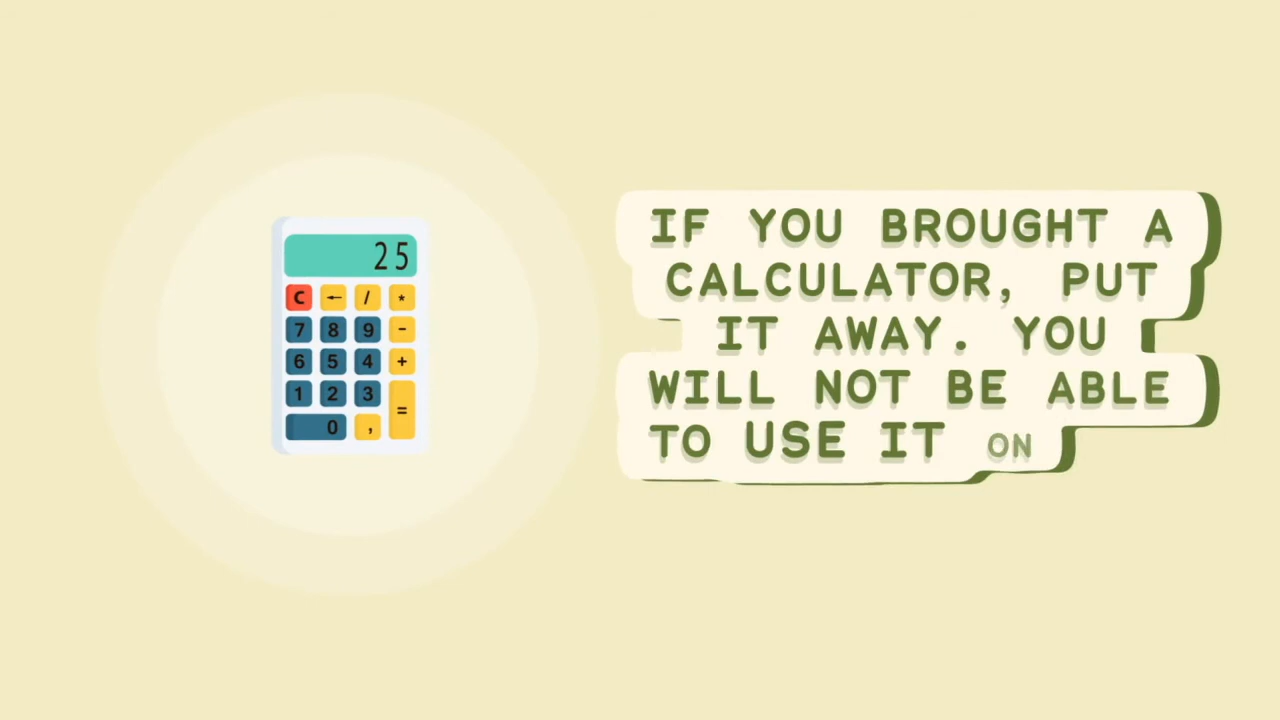 25
C ← / *
7 8 9 -
6 5 4 +
1 2 3 =
0 ,
IF YOU BROUGHT A
CALCULATOR, PUT
IT AWAY. YOU
WILL NOT BE ABLE
TO USE IT ON